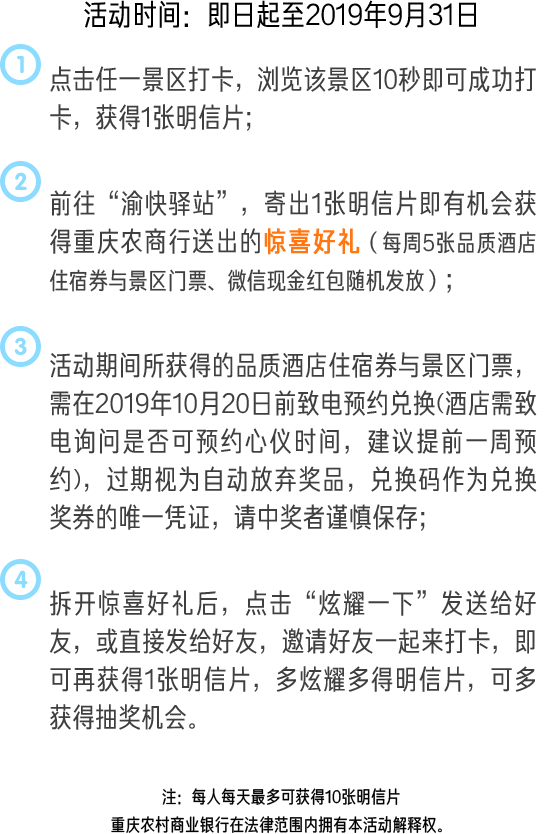 活动时间：即日起至2019年9月31日
1
点击任一景区打卡，浏览该景区10秒即可成功打
卡，获得1张明信片；
2
前往“渝快驿站”，寄出1张明信片即有机会获
得重庆农商行送出的惊喜好礼（每周5张品质酒店
住宿券与景区门票、微信现金红包随机发放）；
3
活动期间所获得的品质酒店住宿券与景区门票，
需在2019年10月20日前致电预约兑换(酒店需致
电询问是否可预约心仪时间，建议提前一周预
约)，过期视为自动放弃奖品，兑换码作为兑换
奖券的唯一凭证，请中奖者谨慎保存；
4
拆开惊喜好礼后，点击“炫耀一下”发送给好
友，或直接发给好友，邀请好友一起来打卡，即
可再获得1张明信片，多炫耀多得明信片，可多
获得抽奖机会。
注：每人每天最多可获得10张明信片
重庆农村商业银行在法律范围内拥有本活动解释权。